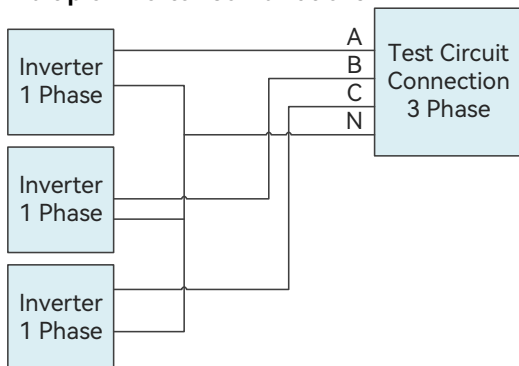 Inverter
1 Phase
Inverter
1 Phase
Inverter
1 Phase
A
B
C
N
Test Circuit
Connection
3 Phase